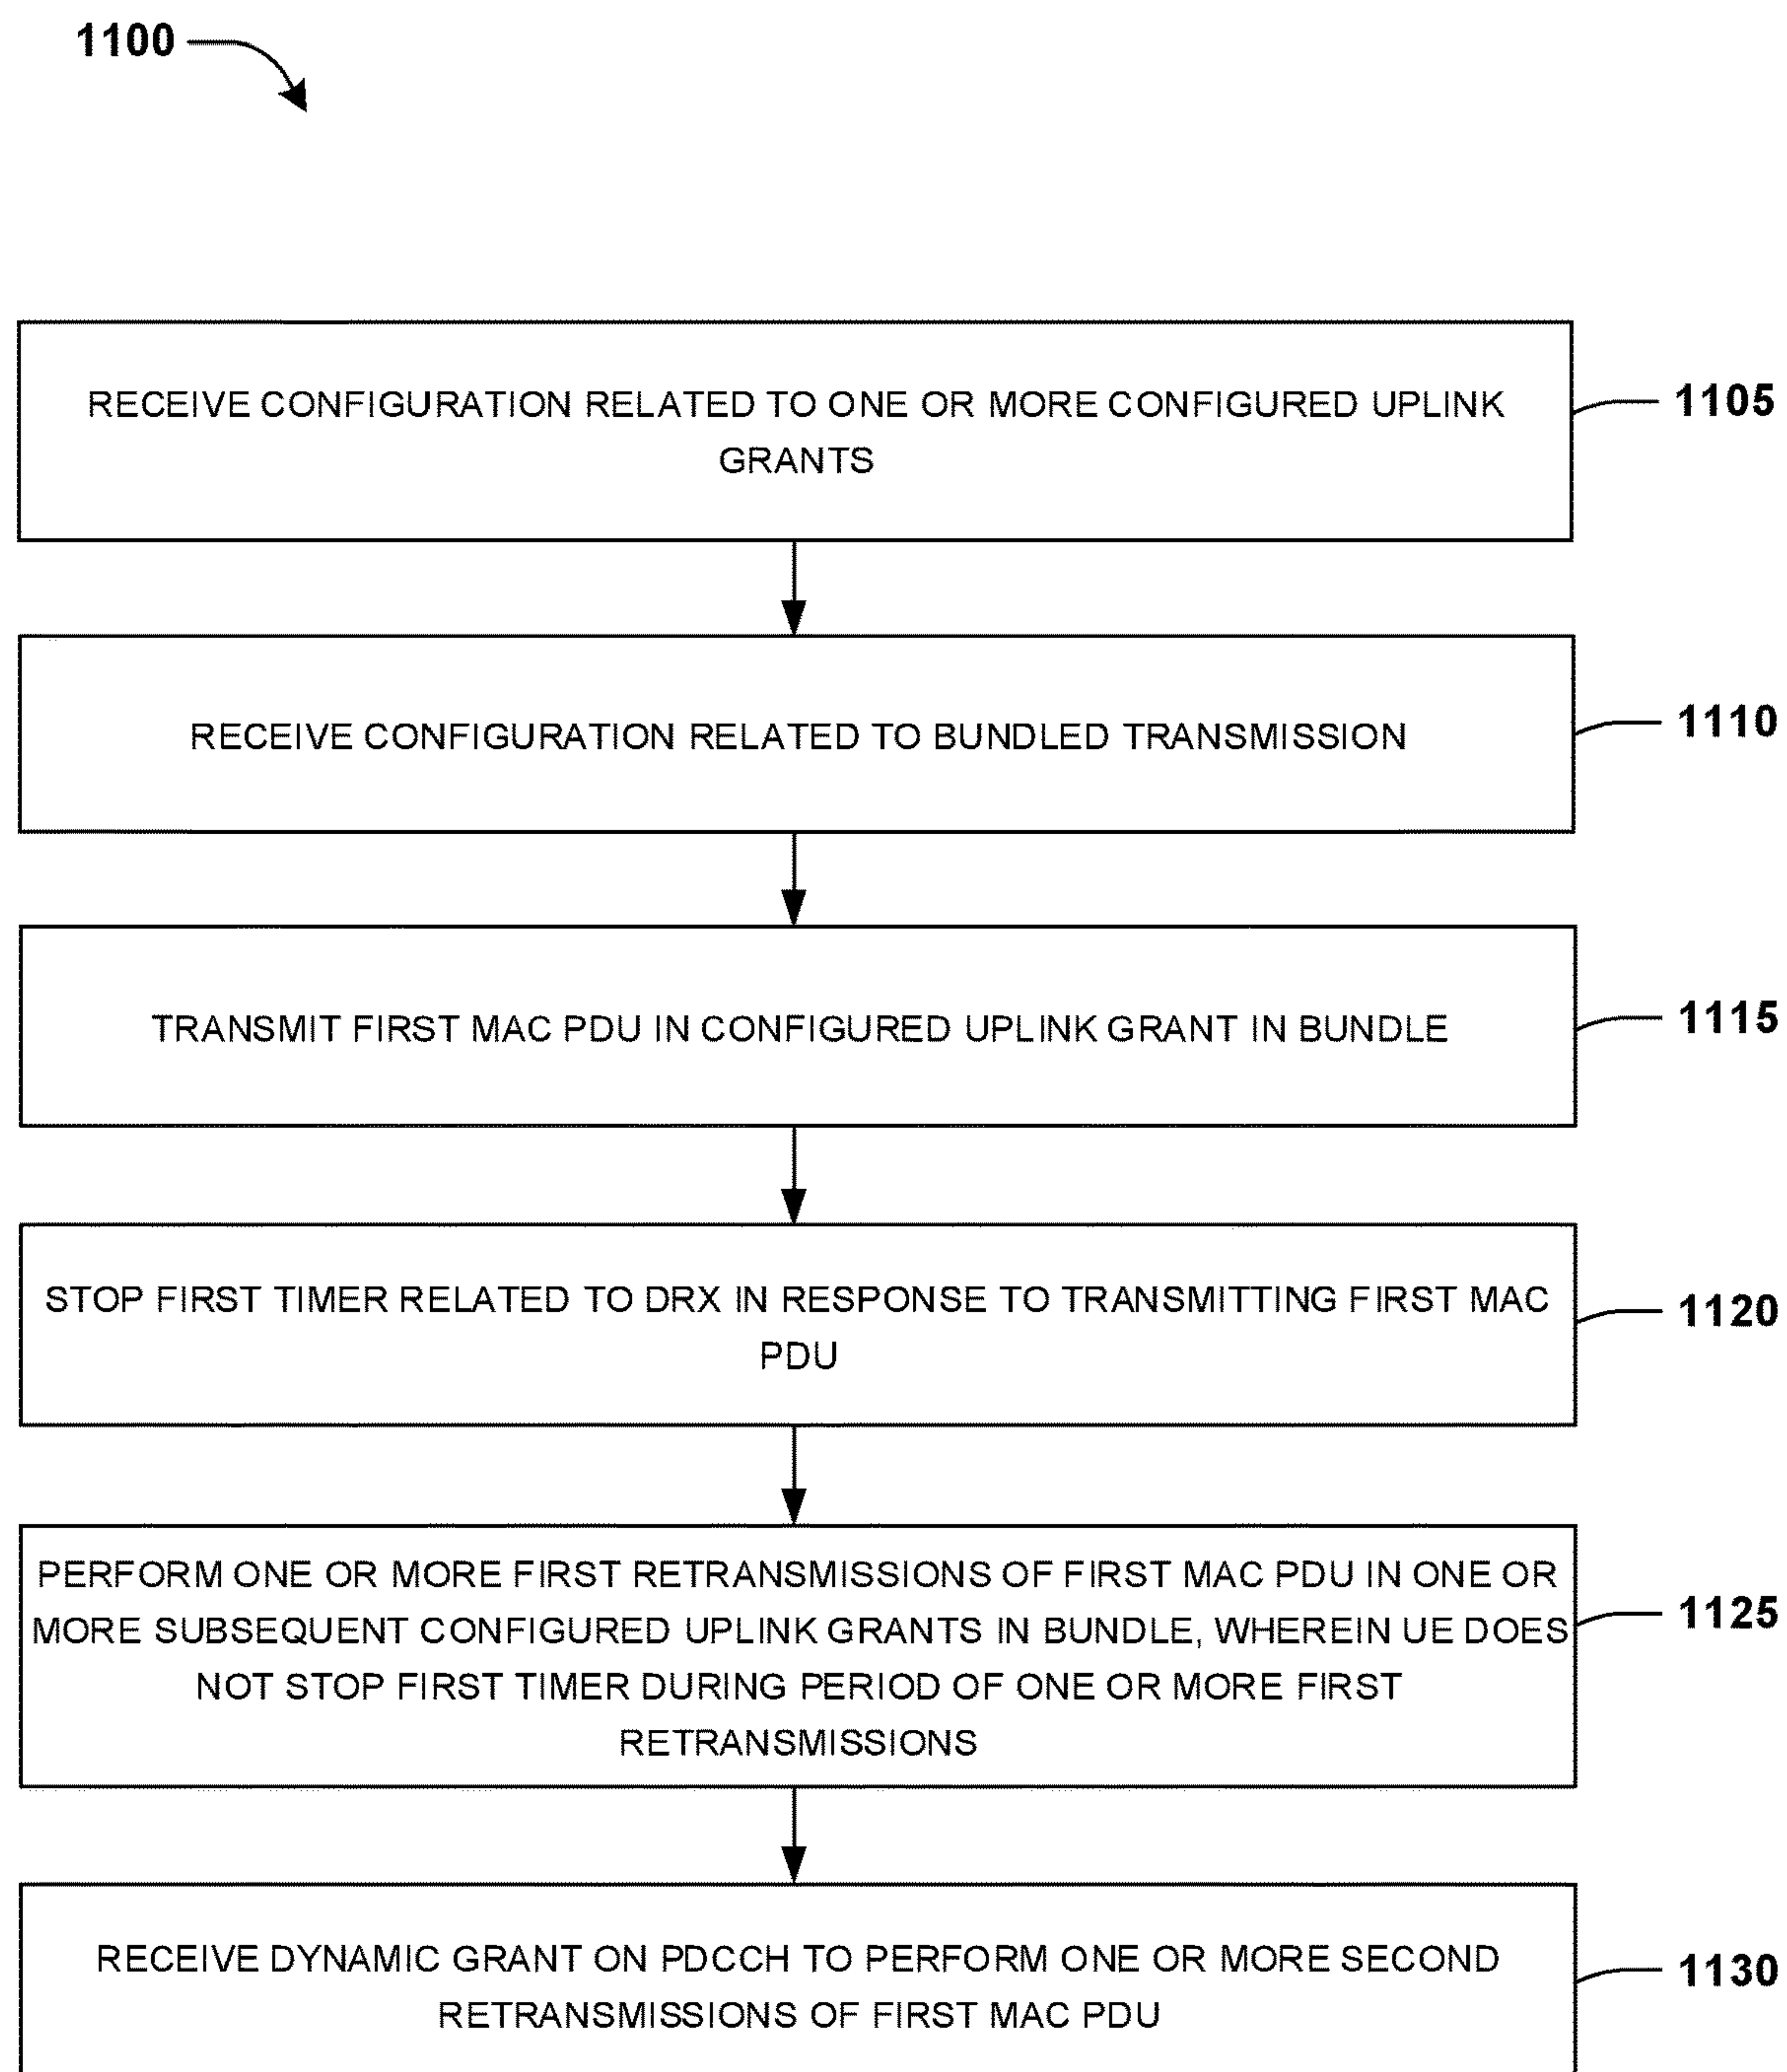 1100
RECEIVE CONFIGURATION RELATED TO ONE OR MORE CONFIGURED UPLINK
GRANTS
1105
RECEIVE CONFIGURATION RELATED TO BUNDLED TRANSMISSION
1110
TRANSMIT FIRST MAC PDU IN CONFIGURED UPLINK GRANT IN BUNDLE
1115
STOP FIRST TIMER RELATED TO DRX IN RESPONSE TO TRANSMITTING FIRST MAC
PDU
1120
PERFORM ONE OR MORE FIRST RETRANSMISSIONS OF FIRST MAC PDU IN ONE OR
MORE SUBSEQUENT CONFIGURED UPLINK GRANTS IN BUNDLE, WHEREIN UE DOES
NOT STOP FIRST TIMER DURING PERIOD OF ONE OR MORE FIRST
RETRANSMISSIONS
1125
RECEIVE DYNAMIC GRANT ON PDCCH TO PERFORM ONE OR MORE SECOND
RETRANSMISSIONS OF FIRST MAC PDU
1130